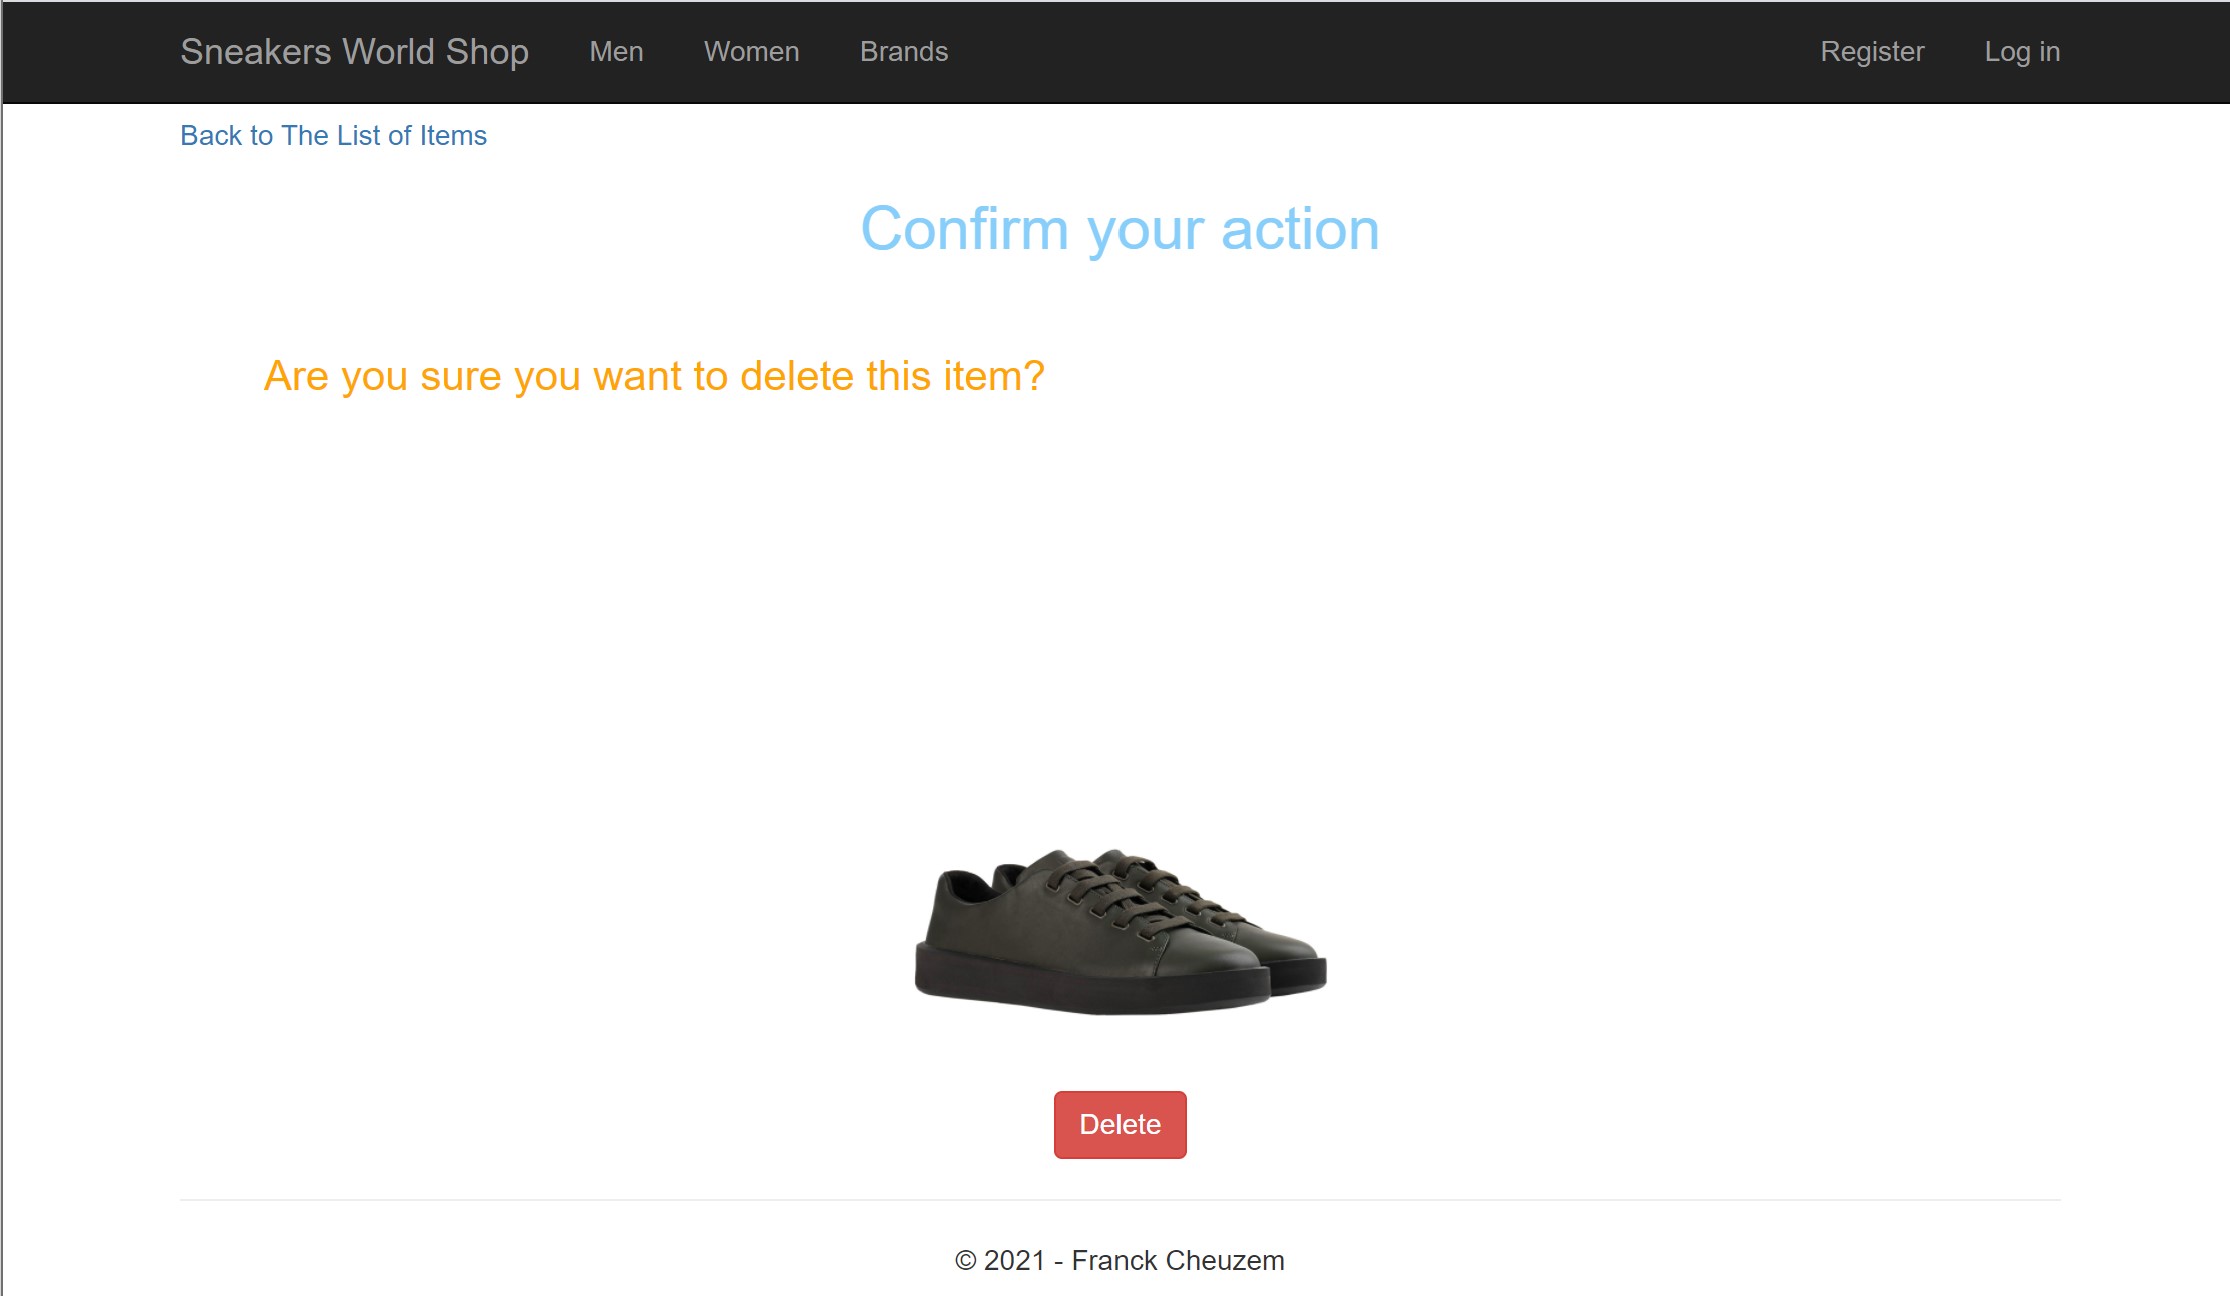 Sneakers World Shop Men Women Brands Register Log in
Back to The List of Items
Confirm your action
Are you sure you want to delete this item?
Delete
© 2021 - Franck Cheuzem